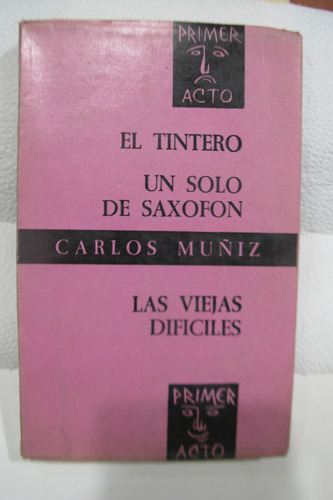 PRIMER
ACTO
EL TINTERO
UN SOLO
DE SAXOFON
CARLOS MUÑIZ
LAS VIEJAS
DIFICILES
PRIMER
ACTO